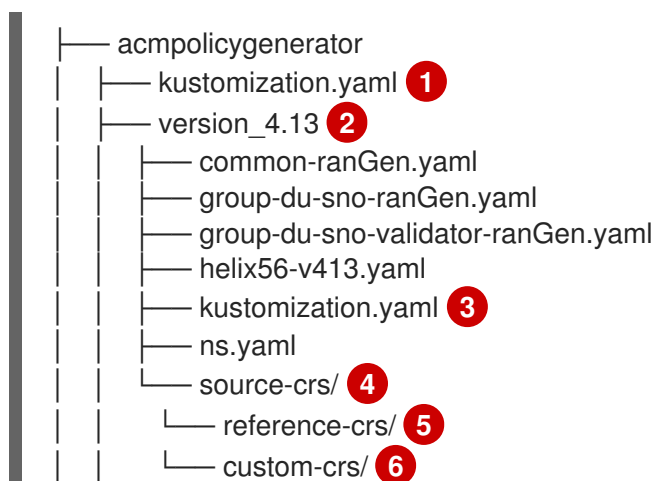 ├── acmpolicygenerator
│   ├── kustomization.yaml 1
│   ├── version_4.13 2
│   │   ├── common-ranGen.yaml
│   │   ├── group-du-sno-ranGen.yaml
│   │   ├── group-du-sno-validator-ranGen.yaml
│   │   ├── helix56-v413.yaml
│   │   ├── kustomization.yaml 3
│   │   ├── ns.yaml
│   │   └── source-crs/ 4
│   │       └── reference-crs/ 5
│   │       └── custom-crs/ 6